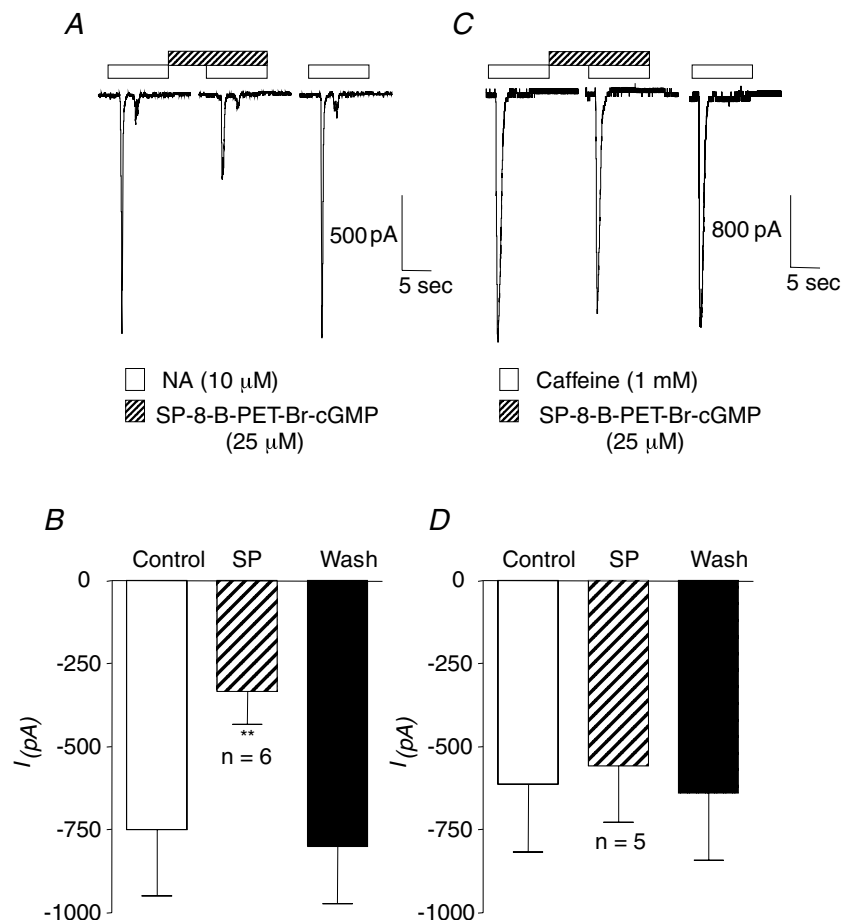 A
C
500 pA
5 sec
800 pA
5 sec
NA (10 μM)
SP-8-B-PET-Br-cGMP
(25 μM)
Caffeine (1 mM)
SP-8-B-PET-Br-cGMP
(25 μM)
B
Control SP Wash
0
-250
-500
-750
-1000
I(pA)
**
n = 6
D
Control SP Wash
0
-250
-500
-750
-1000
I(pA)
n = 5